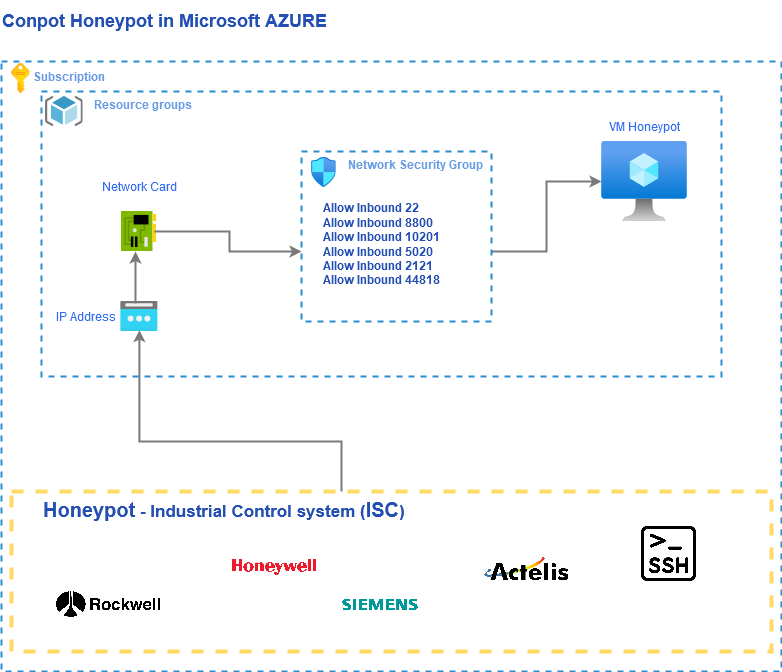 Conpot Honeypot in Microsoft AZURE
Subscription
Resource groups
VM Honeypot
Network Security Group
Network Card
Allow Inbound 22
Allow Inbound 8800
Allow Inbound 10201
Allow Inbound 5020
Allow Inbound 2121
Allow Inbound 44818
IP Address
Honeypot - Industrial Control system (ISC)
>_
SSH
Honeywell
Actelis
Rockwell
SIEMENS